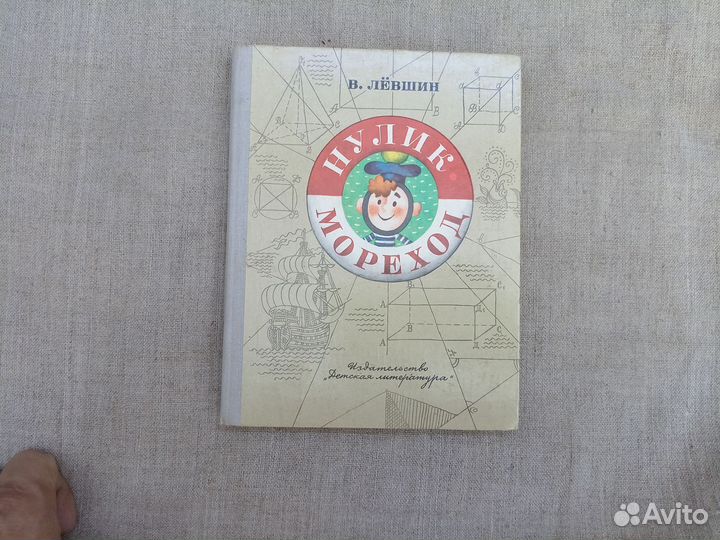 В. ЛЁВШИН
НУЛИК
МОРЕХОД
Издательство
„Детская литература“
A
A
B
C
Д
Avito